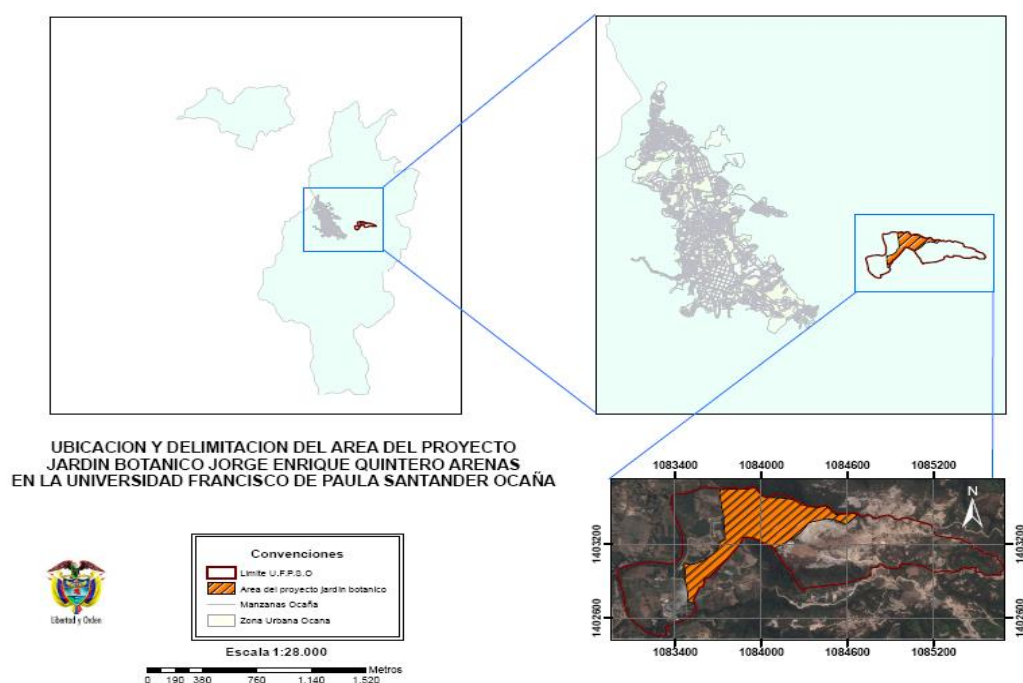 UBICACION Y DELIMITACION DEL AREA DEL PROYECTO
JARDIN BOTANICO JORGE ENRIQUE QUINTERO ARENAS
EN LA UNIVERSIDAD FRANCISCO DE PAULA SANTANDER OCAÑA
Libertad y Orden
Convenciones
Limite U.F.P.S.O
Area del proyecto jardin botanico
Manzanas Ocaña
Zona Urbana Ocana
Escala 1:28.000
Metros
0 190 380 760 1.140 1.520
1083400 1084000 1084600 1085200
N
1403200 1403200
1402600 1402600
1083400 1084000 1084600 1085200